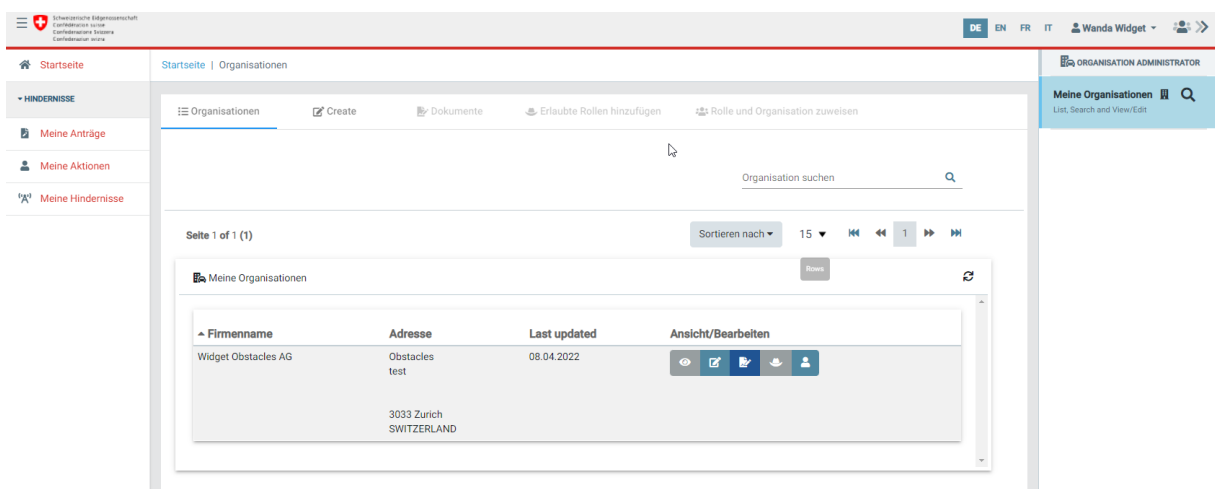 Schweizerische Eidgenossenschaft
Confédération suisse
Confederazione Svizzera
Confederaziun svizra
DE EN FR IT Wanda Widget
Startseite
HINDERNISSE
Meine Anträge
Meine Aktionen
Meine Hindernisse
Startseite | Organisationen
Organisationen Create Dokumente Erlaubte Rollen hinzufügen Rolle und Organisation zuweisen
Organisation suchen
Seite 1 of 1 (1) Sortieren nach 15 1
Rows
Meine Organisationen
Firmenname Adresse Last updated Ansicht/Bearbeiten
Widget Obstacles AG Obstacles 08.04.2022
test
3033 Zurich
SWITZERLAND
ORGANISATION ADMINISTRATOR
Meine Organisationen
List, Search and View/Edit